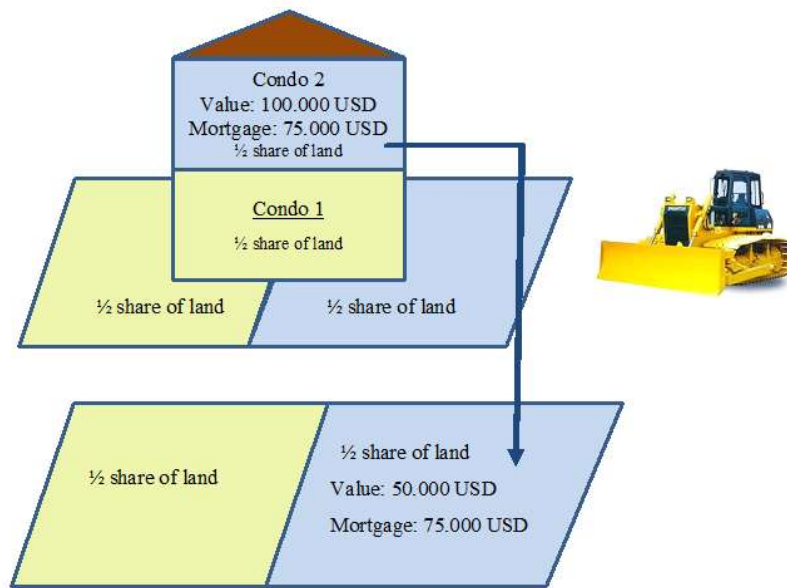 Condo 2
Value: 100.000 USD
Mortgage: 75.000 USD
½ share of land
Condo 1
½ share of land
½ share of land
½ share of land
½ share of land
½ share of land
Value: 50.000 USD
Mortgage: 75.000 USD